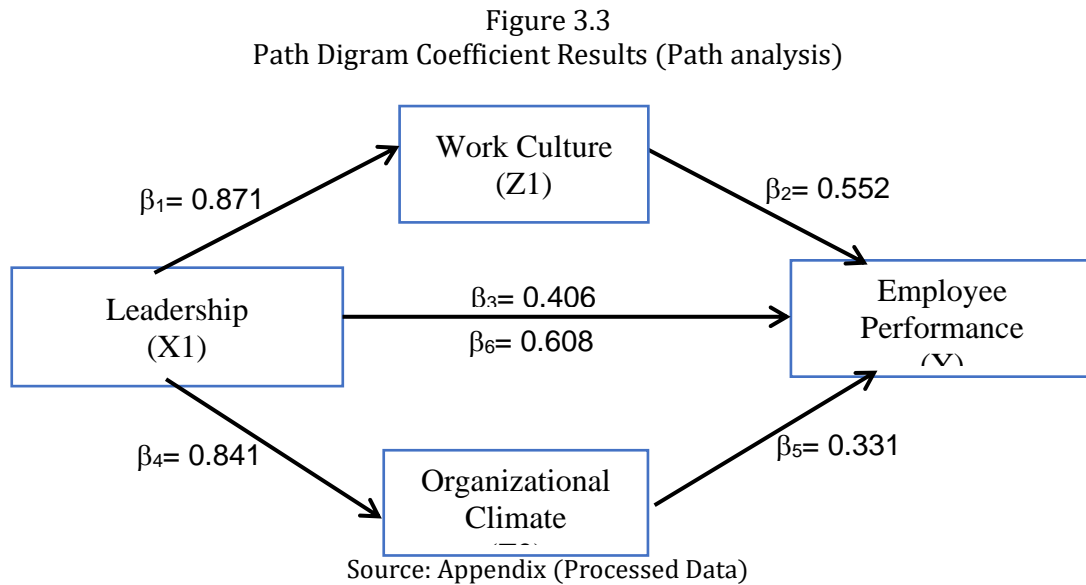 Figure 3.3
Path Digram Coefficient Results (Path analysis)
Work Culture
(Z1)
β1= 0.871
β2= 0.552
Leadership
(X1)
β3= 0.406
β6= 0.608
Employee
Performance
(Y)
β4= 0.841
β5= 0.331
Organizational
Climate
Source: Appendix (Processed Data)